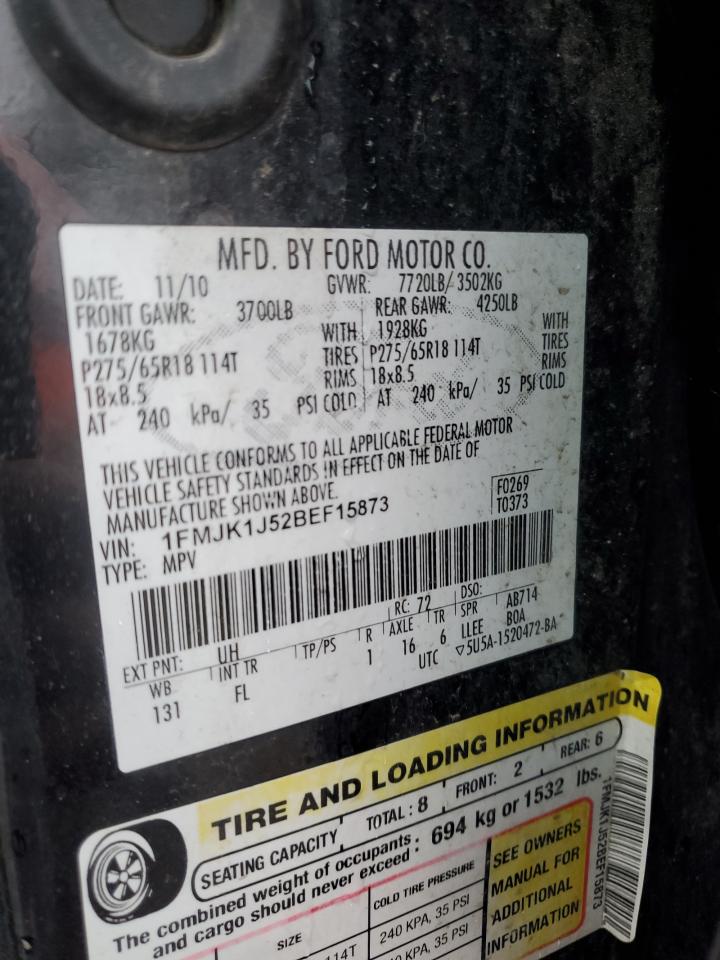 MFD. BY FORD MOTOR CO.
DATE: 11/10 GVWR: 7720LB/ 3502KG
FRONT GAWR: 3700LB REAR GAWR: 4250LB
1678KG WITH 1928KG WITH
P275/65R18 114T TIRES P275/65R18 114T TIRES
18x8.5 RIMS 18x8.5 RIMS
AT 240 kPa/ 35 PSI COLD AT 240 kPa/ 35 PSI COLD
THIS VEHICLE CONFORMS TO ALL APPLICABLE FEDERAL MOTOR
VEHICLE SAFETY STANDARDS IN EFFECT ON THE DATE OF
MANUFACTURE SHOWN ABOVE.
F0269
VIN: 1FMJK1J52BEF15873 T0373
TYPE: MPV
RC: 72 DSO:
EXT PNT: UH TP/PS R AXLE TR SPR AB714
WB INT TR 1 16 6 LLEE BOA
131 FL UTC ▽5U5A-1520472-BA
TIRE AND LOADING INFORMATION
SEATING CAPACITY TOTAL: 8 FRONT: 2 REAR: 6
The combined weight of occupants
and cargo should never exceed : 694 kg or 1532 lbs.
SIZE COLD TIRE PRESSURE
114T 240 KPA, 35 PSI
KPA, 35 PSI
SEE OWNERS
MANUAL FOR
ADDITIONAL
INFORMATION
1FMJK1J52BEF15873